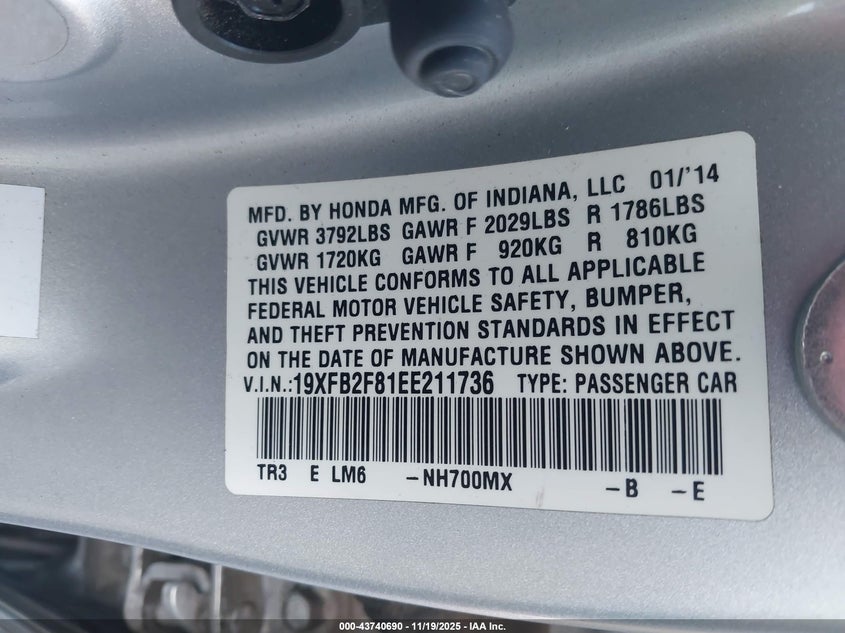 MFD. BY HONDA MFG. OF INDIANA, LLC 01/'14
GVWR 3792LBS GAWR F 2029LBS R 1786LBS
GVWR 1720KG GAWR F 920KG R 810KG
THIS VEHICLE CONFORMS TO ALL APPLICABLE
FEDERAL MOTOR VEHICLE SAFETY, BUMPER,
AND THEFT PREVENTION STANDARDS IN EFFECT
ON THE DATE OF MANUFACTURE SHOWN ABOVE.
V.I.N.:19XFB2F81EE211736 TYPE: PASSENGER CAR
TR3 E LM6 -NH700MX -B -E
000-43740690 - 11/19/2025 - IAA Inc.